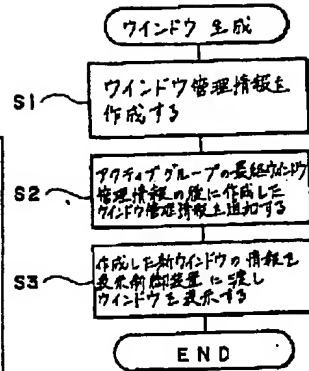 ウインドウ 生成
S1
ウインドウ管理情報を
作成する
S2
アクティブグループの最終ウインドウ
管理情報の後に作成した
ウインドウ管理情報を追加する
S3
作成した新ウインドウの情報を
表示制御装置に渡し
ウインドウを表示する
END